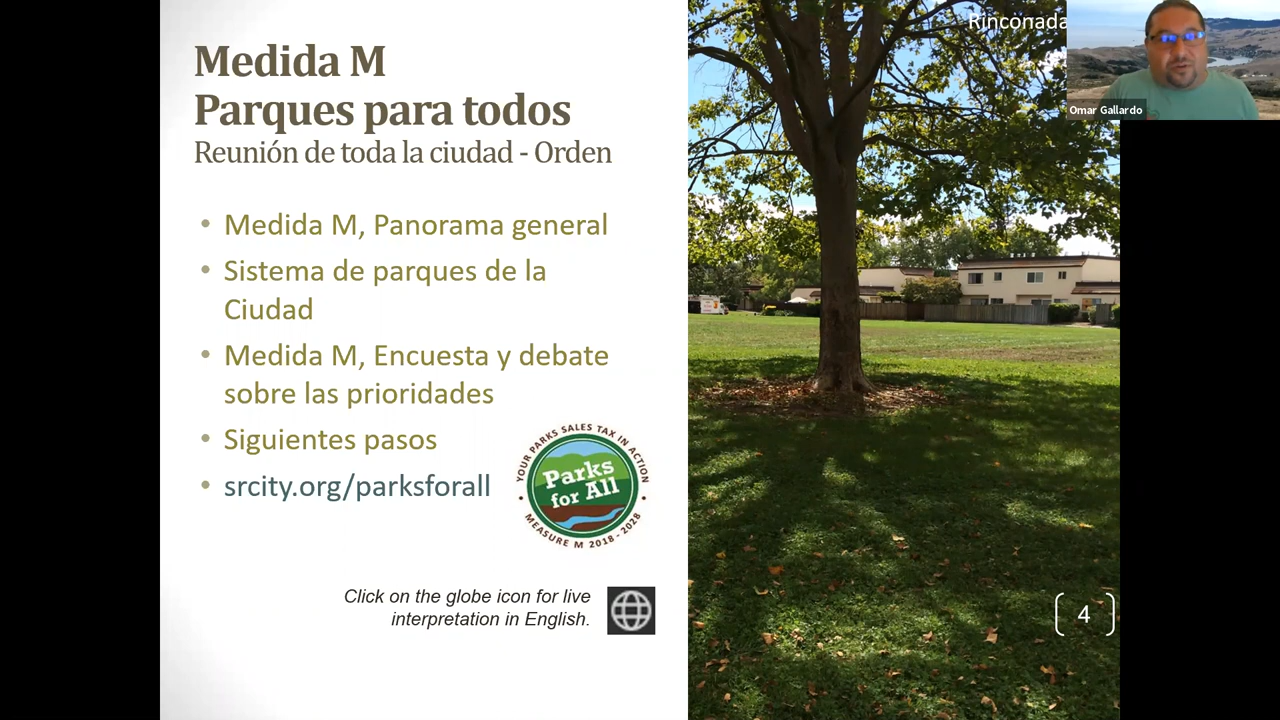 Medida M
Parques para todos
Reunión de toda la ciudad - Orden
• Medida M, Panorama general
• Sistema de parques de la
Ciudad
• Medida M, Encuesta y debate
sobre las prioridades
• Siguientes pasos
• srcity.org/parksforall
YOUR PARKS SALES TAX IN ACTION
Parks
for All
• MEASURE M 2018 - 2028 •
Click on the globe icon for live
interpretation in English.
Rinconada
Omar Gallardo
4